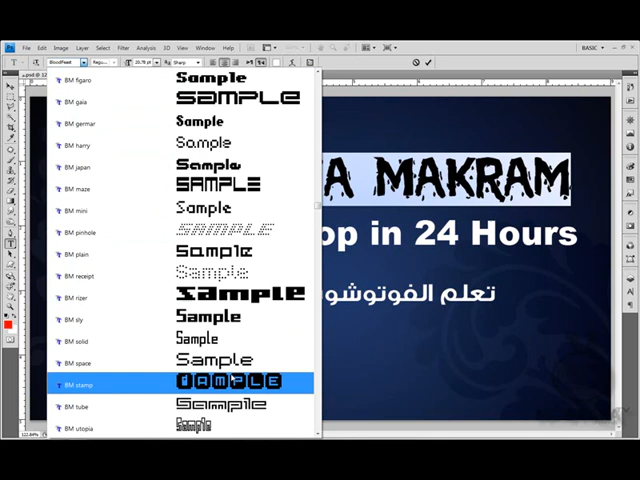 File Edit Image Layer Select Filter Analysis 3D View Window Help
BASIC
BloodFeast Regular 20.78 pt Sharp
BM figaro Sample
BM gaia SAMPLE
BM germar Sample
BM harry Sample
BM japan Sample
BM maze SAMPLE
BM mini Sample
BM pinhole SAMPLE
BM plain Sample
BM receipt Sample
BM rizer Sample
BM sly Sample
BM solid Sample
BM space Sample
BM stamp SAMPLE
BM tube Sample
BM utopia Sample
A MAKRAM
op in 24 Hours
تعلم الفوتوشو